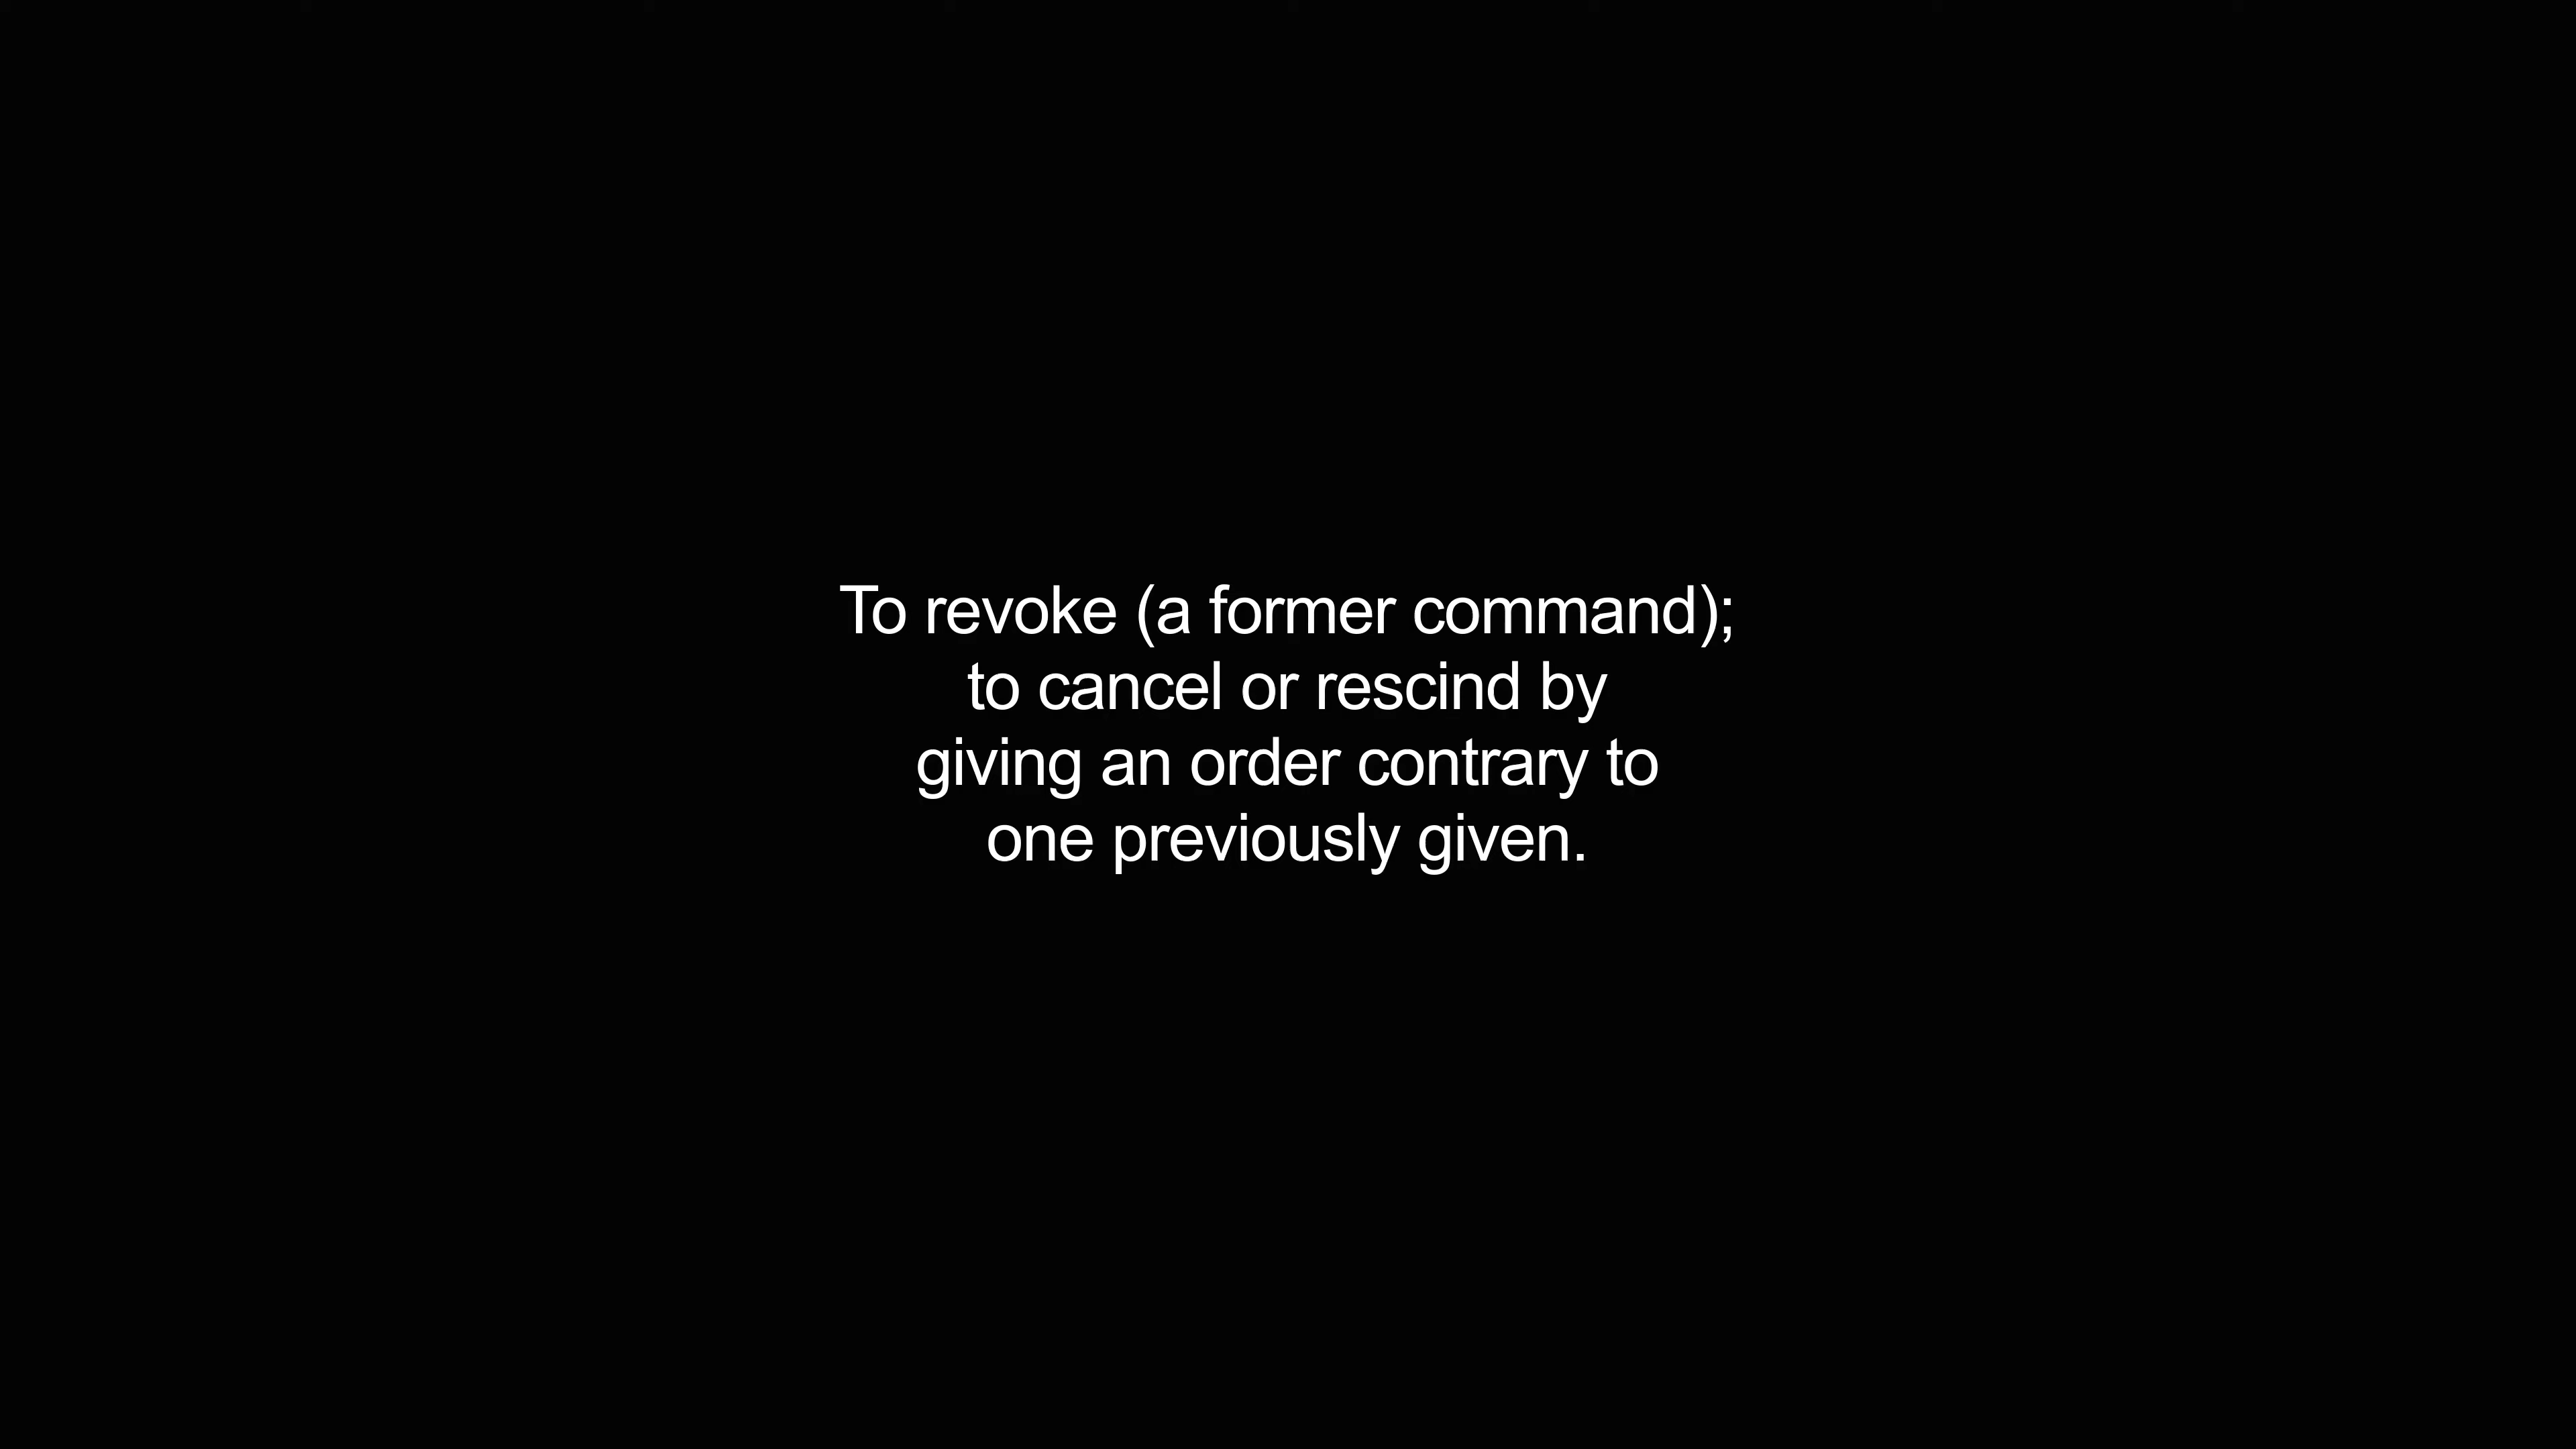 To revoke (a former command);
to cancel or rescind by
giving an order contrary to
one previously given.